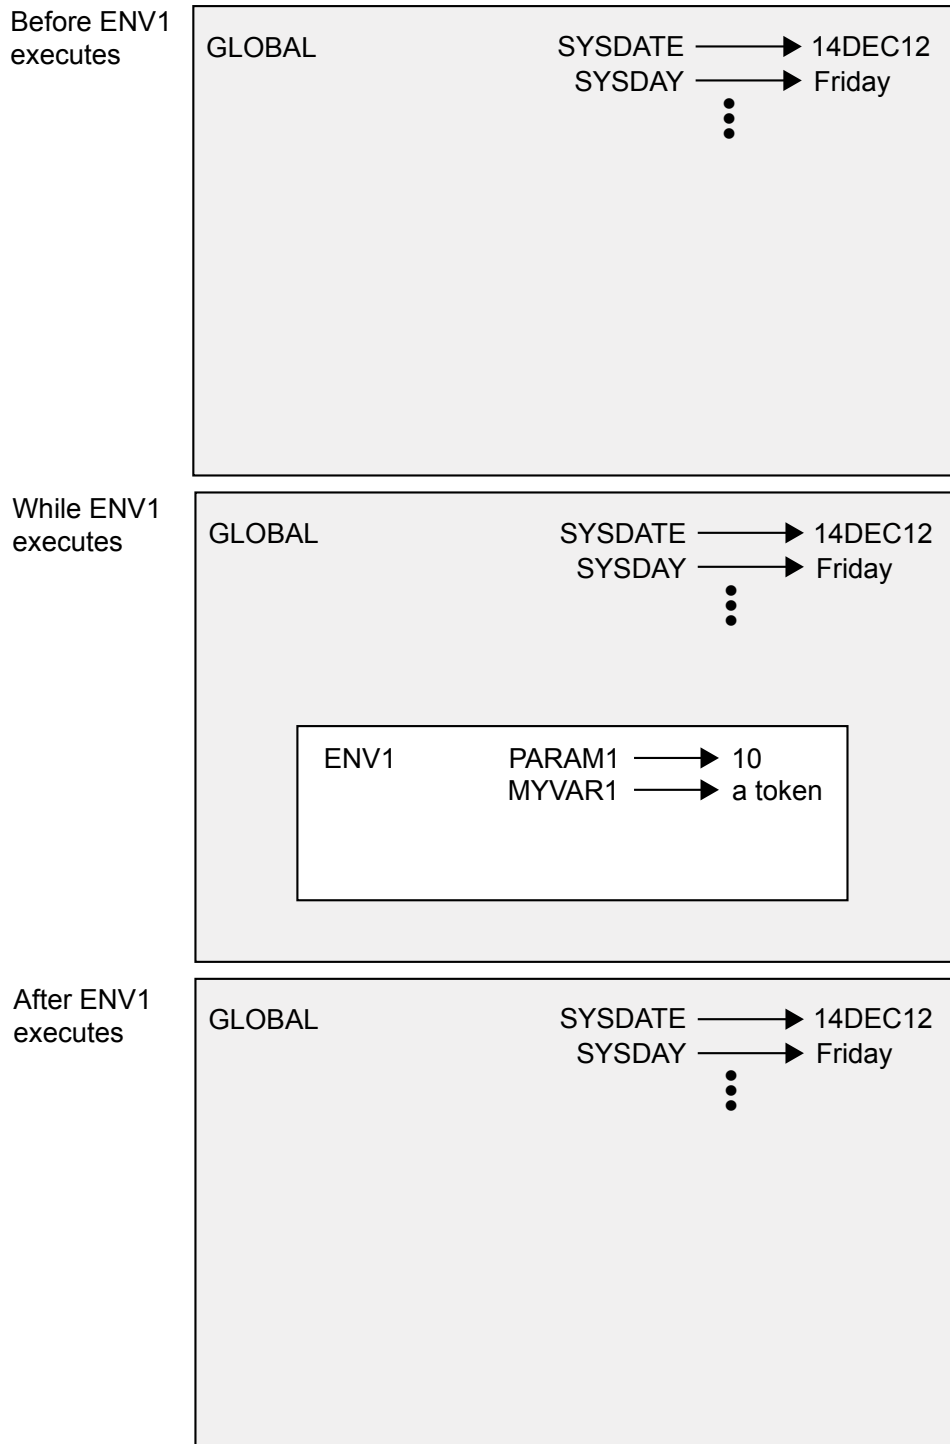 Before ENV1
executes
GLOBAL
SYSDATE 14DEC12
SYSDAY Friday
While ENV1
executes
GLOBAL
SYSDATE 14DEC12
SYSDAY Friday
ENV1 PARAM1 10
MYVAR1 a token
After ENV1
executes
GLOBAL
SYSDATE 14DEC12
SYSDAY Friday